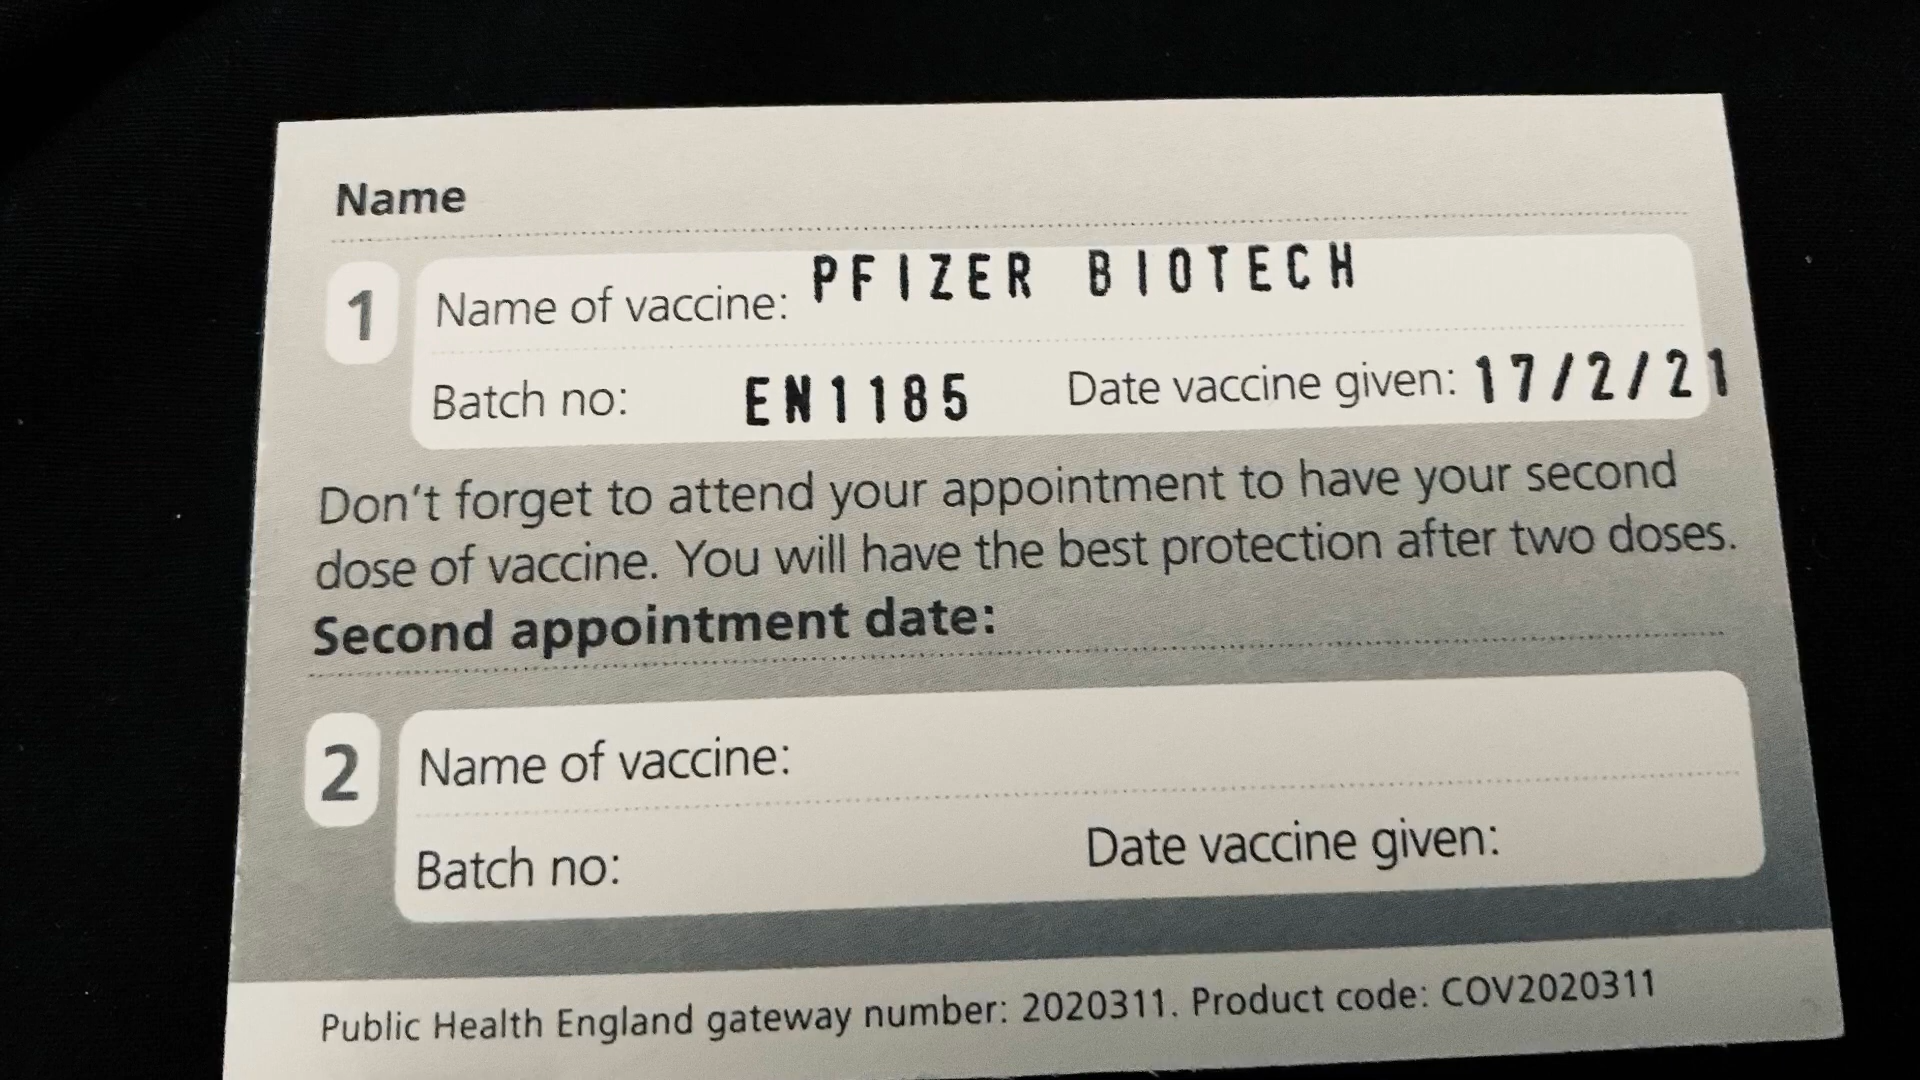 Name
1 Name of vaccine: PFIZER BIOTECH
Batch no: EN1185 Date vaccine given: 17/2/21
Don't forget to attend your appointment to have your second
dose of vaccine. You will have the best protection after two doses.
Second appointment date:
2 Name of vaccine:
Batch no: Date vaccine given:
Public Health England gateway number: 2020311. Product code: COV2020311